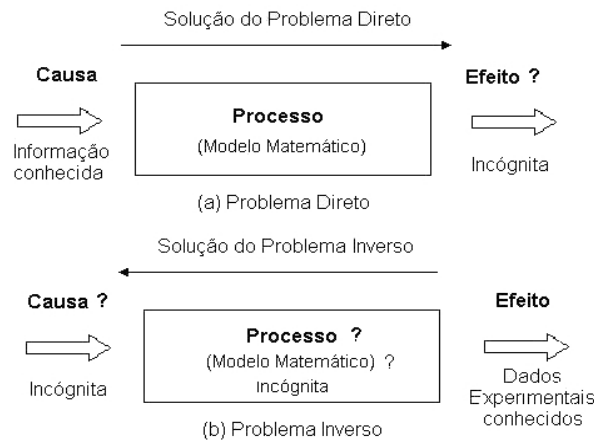 Solução do Problema Direto
Causa
Efeito ?
Processo
(Modelo Matemático)
Informação
conhecida
Incógnita
(a) Problema Direto
Solução do Problema Inverso
Causa ?
Efeito
Processo ?
(Modelo Matemático) ?
Incógnita
Incógnita
Dados
Experimentais
conhecidos
(b) Problema Inverso